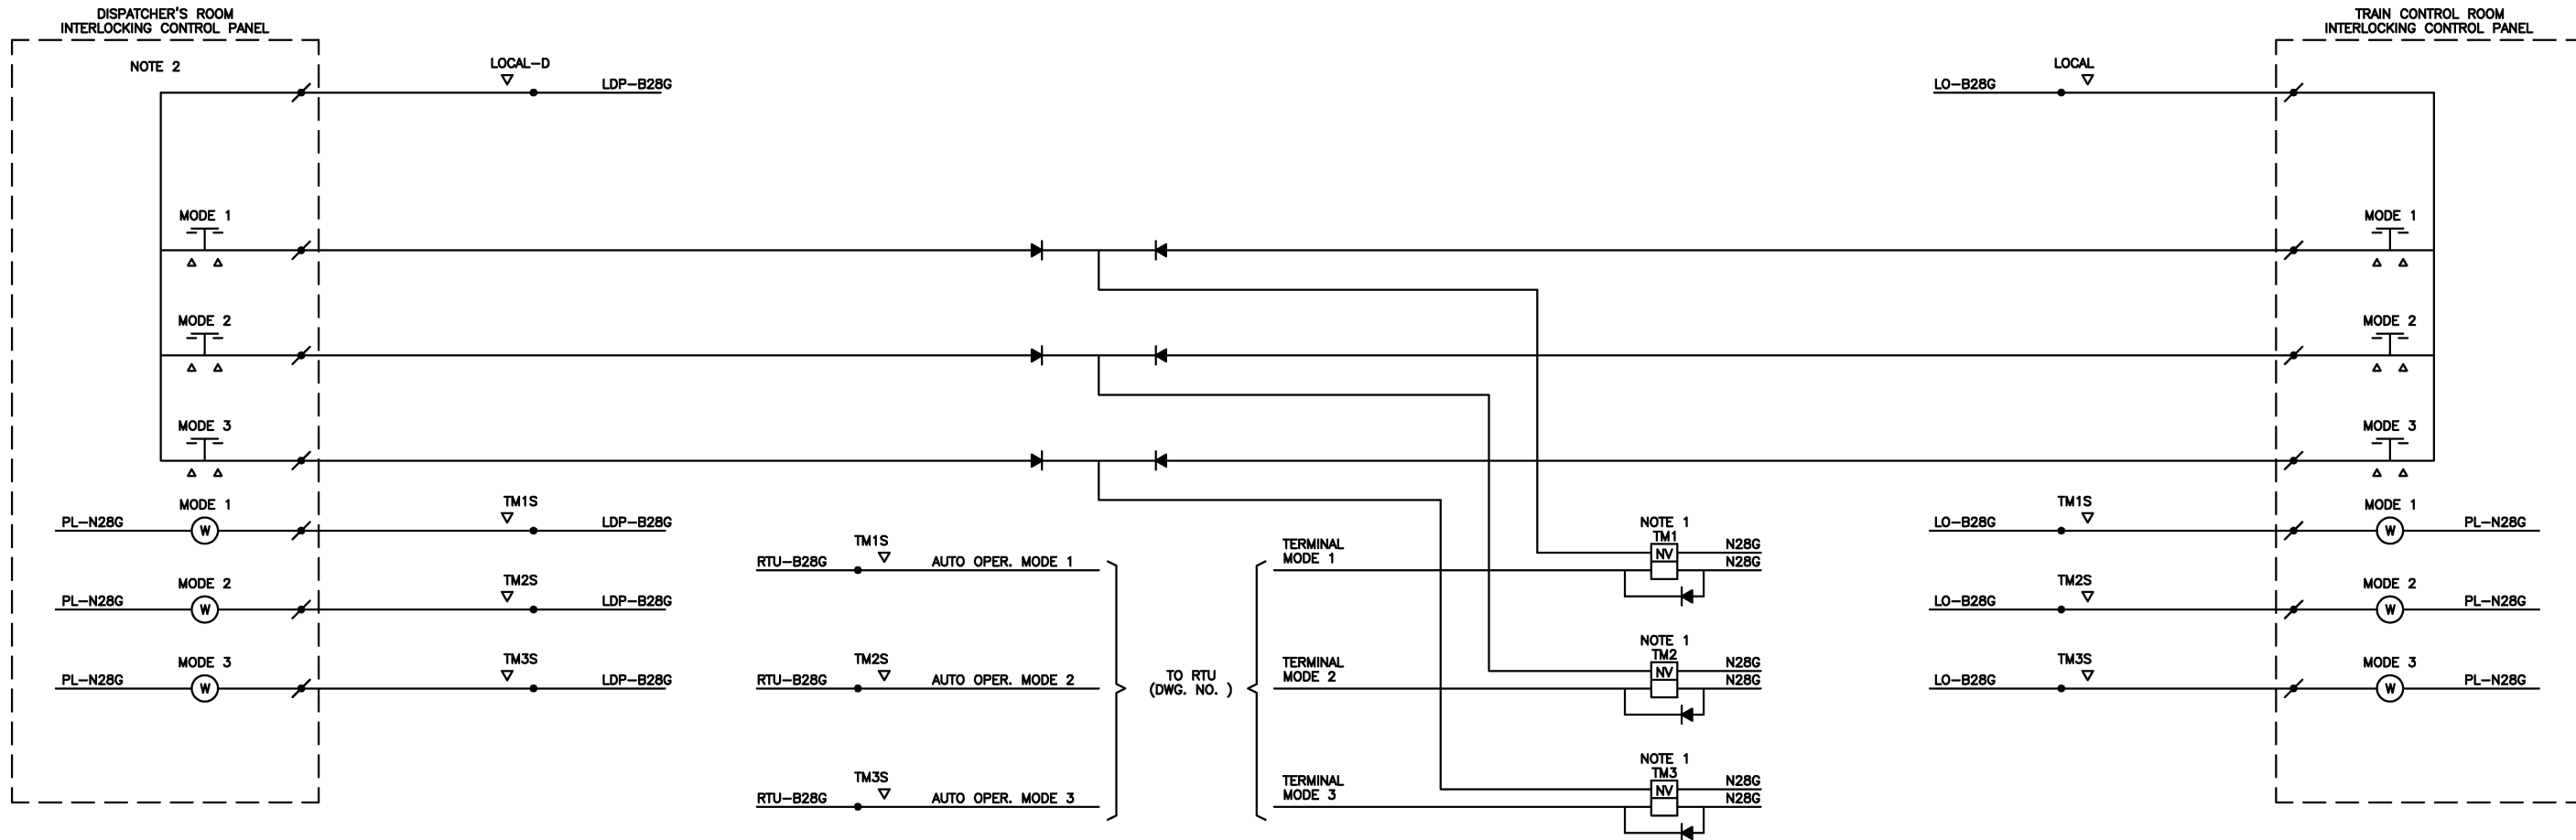 DISPATCHER'S ROOM
INTERLOCKING CONTROL PANEL
TRAIN CONTROL ROOM
INTERLOCKING CONTROL PANEL
NOTE 2
LOCAL-D
LDP-B28G
LOCAL
LO-B28G
MODE 1
MODE 1
MODE 2
MODE 2
MODE 3
MODE 3
MODE 1
PL-N28G
W
TM1S
LDP-B28G
MODE 2
PL-N28G
W
TM2S
LDP-B28G
MODE 3
PL-N28G
W
TM3S
LDP-B28G
TM1S
RTU-B28G
AUTO OPER. MODE 1
TM2S
RTU-B28G
AUTO OPER. MODE 2
TM3S
RTU-B28G
AUTO OPER. MODE 3
TO RTU
(DWG. NO. )
TERMINAL
MODE 1
TERMINAL
MODE 2
TERMINAL
MODE 3
NOTE 1
TM1
NV
N28G
N28G
NOTE 1
TM2
NV
N28G
N28G
NOTE 1
TM3
NV
N28G
N28G
TM1S
LO-B28G
MODE 1
W
PL-N28G
TM2S
LO-B28G
MODE 2
W
PL-N28G
TM3S
LO-B28G
MODE 3
W
PL-N28G